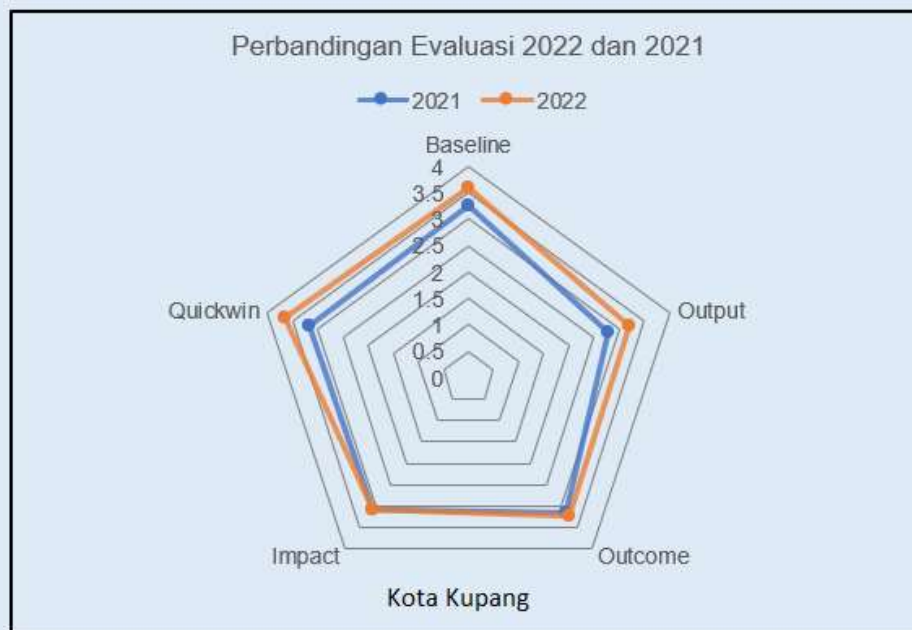 Perbandingan Evaluasi 2022 dan 2021
2021 2022
Baseline
4
3.5
3
2.5
2
1.5
1
0.5
0
Quickwin
Output
Impact
Outcome
Kota Kupang